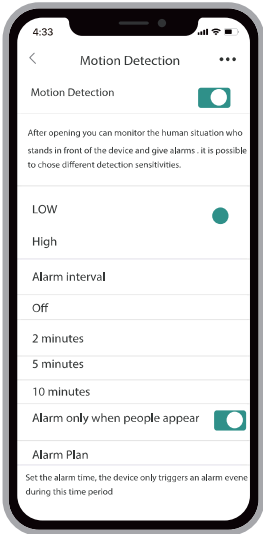 4:33
Motion Detection
Motion Detection
After opening you can monitor the human situation who
stands in front of the device and give alarms . it is possible
to chose different detection sensitivities.
LOW
High
Alarm interval
Off
2 minutes
5 minutes
10 minutes
Alarm only when people appear
Alarm Plan
Set the alarm time, the device only triggers an alarm evene
during this time period